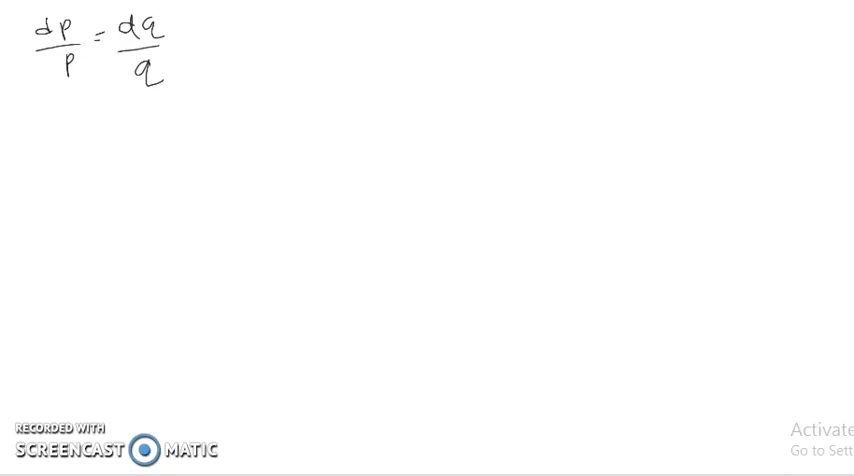 dp/p = dq/q
RECORDED WITH
SCREENCAST MATIC
Activate
Go to Sett